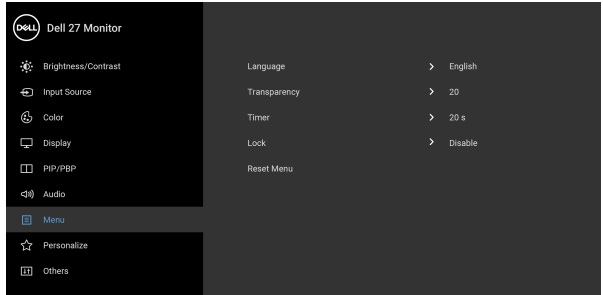 DELL Dell 27 Monitor
Brightness/Contrast
Input Source
Color
Display
PIP/PBP
Audio
Menu
Personalize
Others
Language > English
Transparency > 20
Timer > 20 s
Lock > Disable
Reset Menu